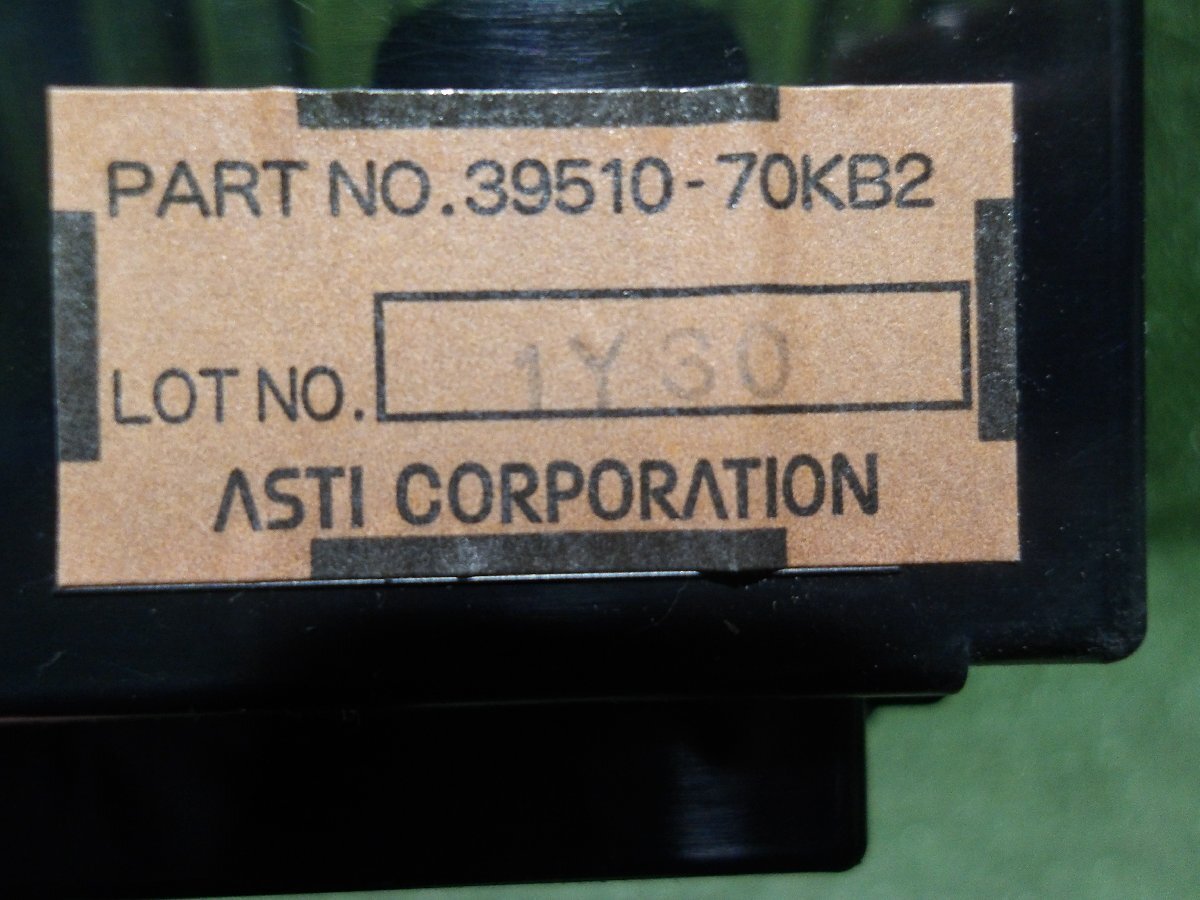 PART NO.39510-70KB2
LOT NO. 1Y30
ASTI CORPORATION